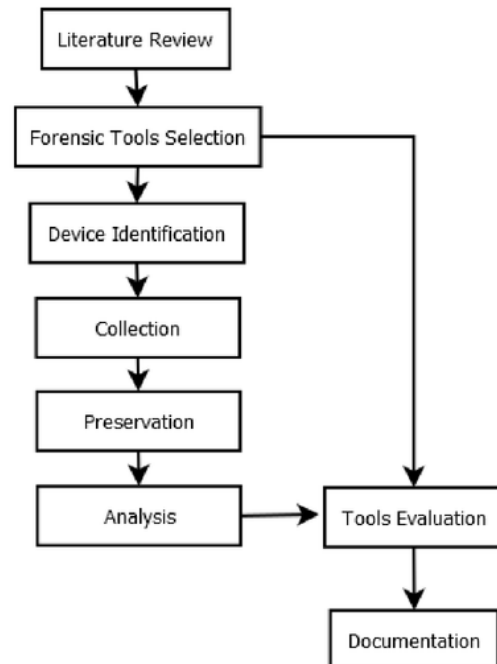 Literature Review
Forensic Tools Selection
Device Identification
Collection
Preservation
Analysis
Tools Evaluation
Documentation